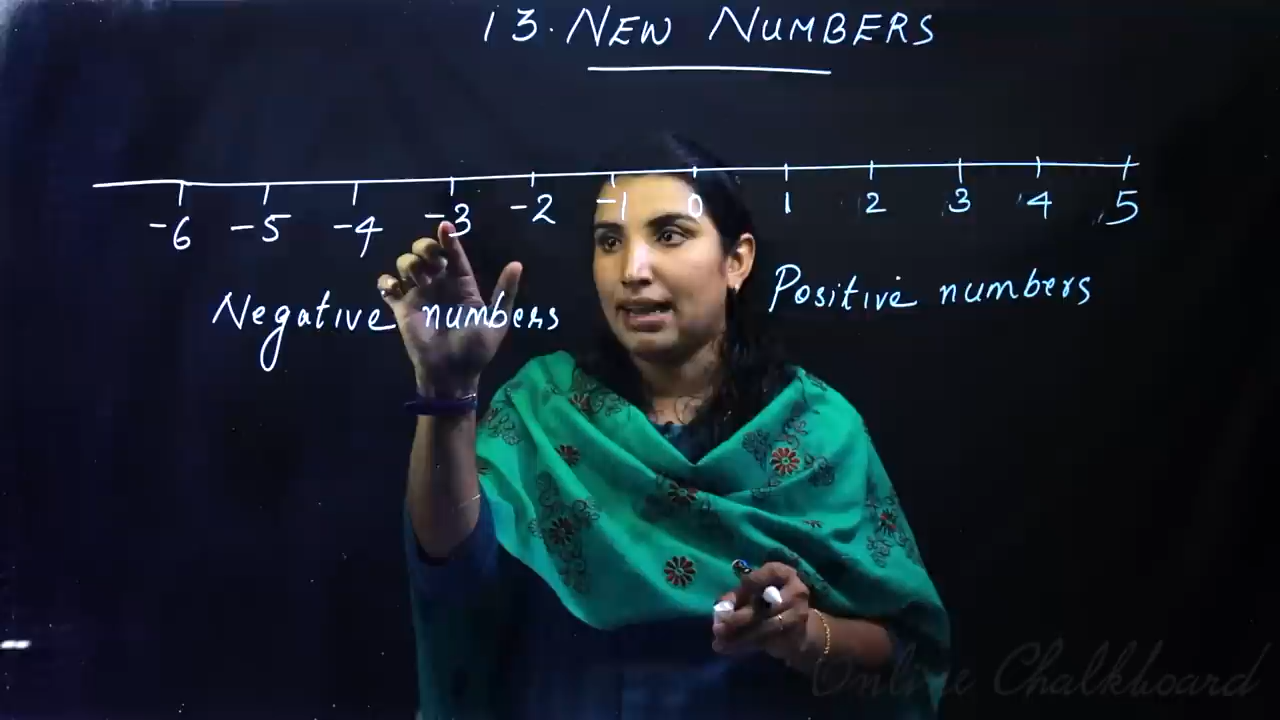 13. NEW NUMBERS
-6 -5 -4 -3 -2 -1 0 1 2 3 4 5
Negative numbers Positive numbers
Online Chalkboard